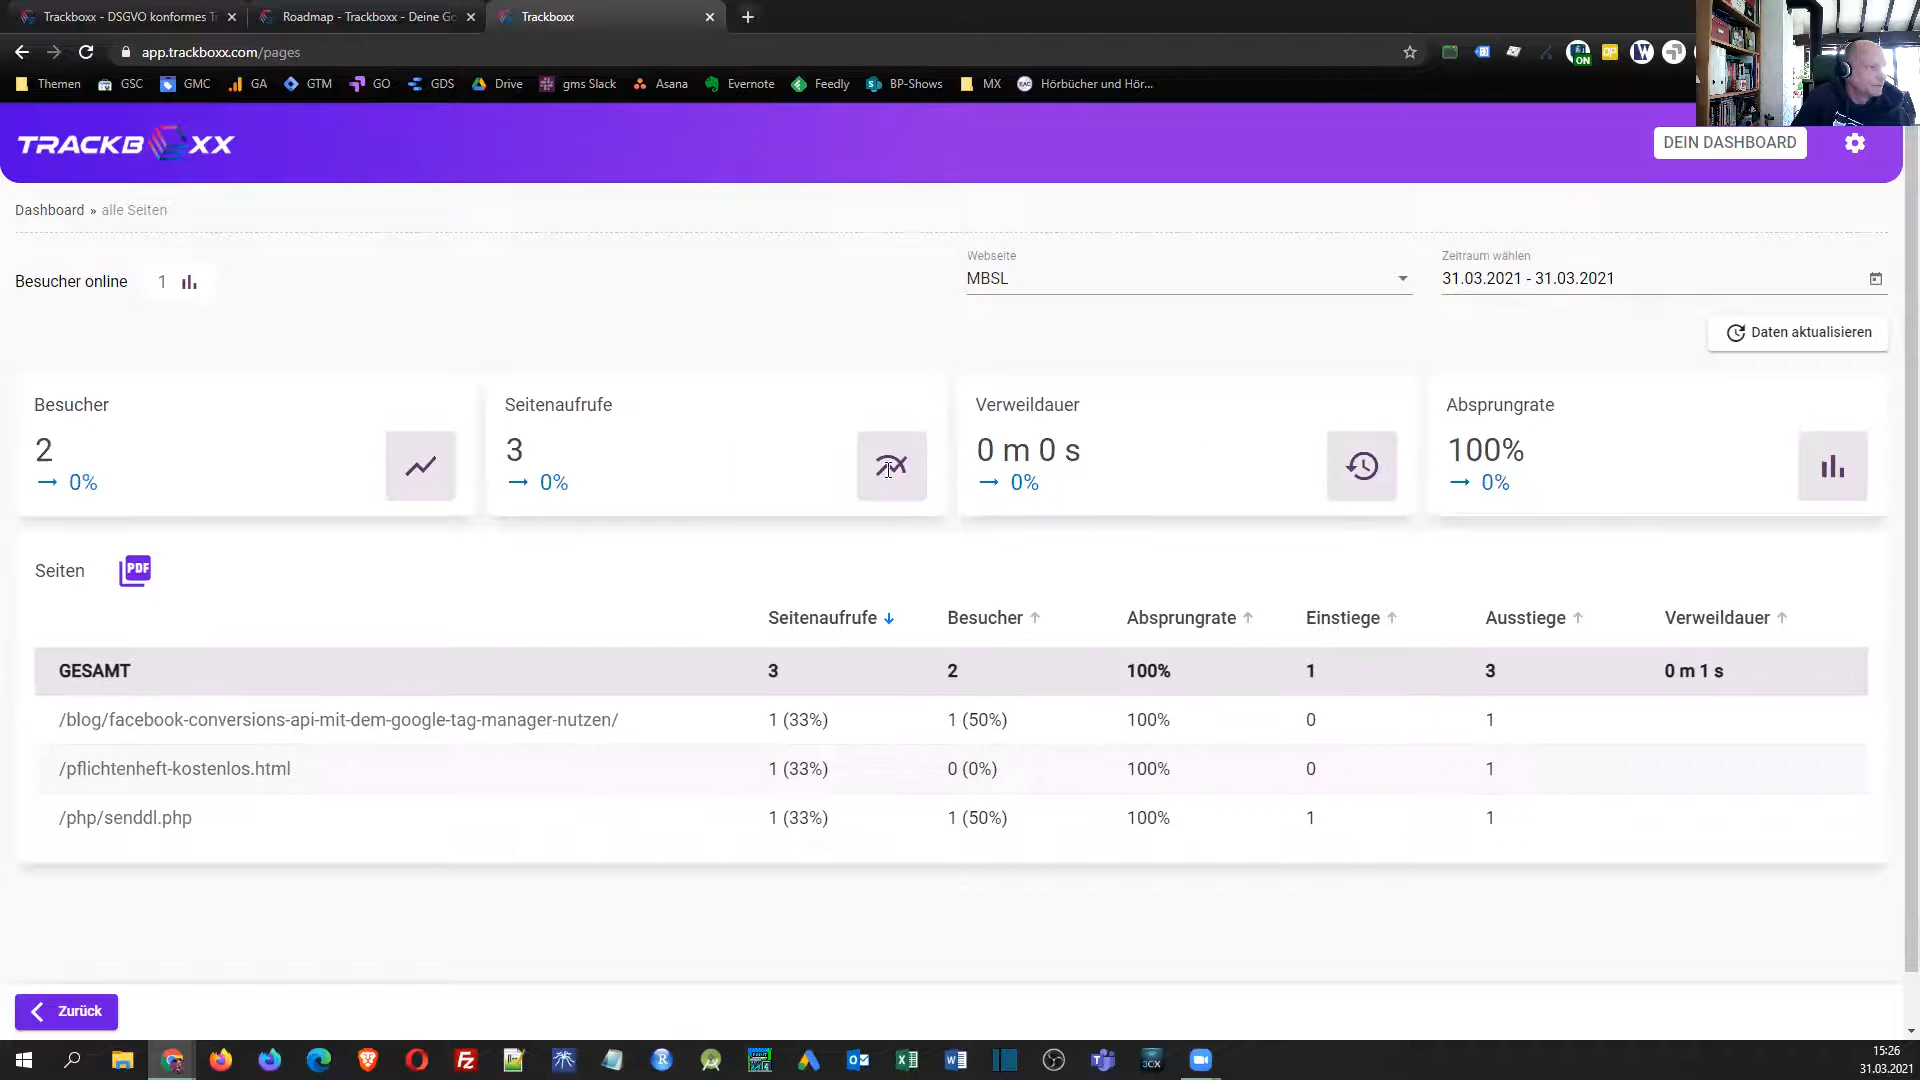 Trackboxx - DSGVO konformes T
Roadmap - Trackboxx - Deine Go
Trackboxx
app.trackboxx.com/pages
ON
Themen
GSC
GMC
GA
GTM
GO
GDS
Drive
gms Slack
Asana
Evernote
Feedly
BP-Shows
MX
Hörbücher und Hör...
TRACKBOXX
DEIN DASHBOARD
Dashboard » alle Seiten
Besucher online 1
Webseite
MBSL
Zeitraum wählen
31.03.2021 - 31.03.2021
Daten aktualisieren
Besucher
2
→ 0%
Seitenaufrufe
3
→ 0%
Verweildauer
0 m 0 s
→ 0%
Absprungrate
100%
→ 0%
Seiten PDF
Seitenaufrufe ↓ Besucher ↑ Absprungrate ↑ Einstiege ↑ Ausstiege ↑ Verweildauer ↑
GESAMT 3 2 100% 1 3 0 m 1 s
/blog/facebook-conversions-api-mit-dem-google-tag-manager-nutzen/ 1 (33%) 1 (50%) 100% 0 1
/pflichtenheft-kostenlos.html 1 (33%) 0 (0%) 100% 0 1
/php/senddl.php 1 (33%) 1 (50%) 100% 1 1
Zurück
15:26
31.03.2021